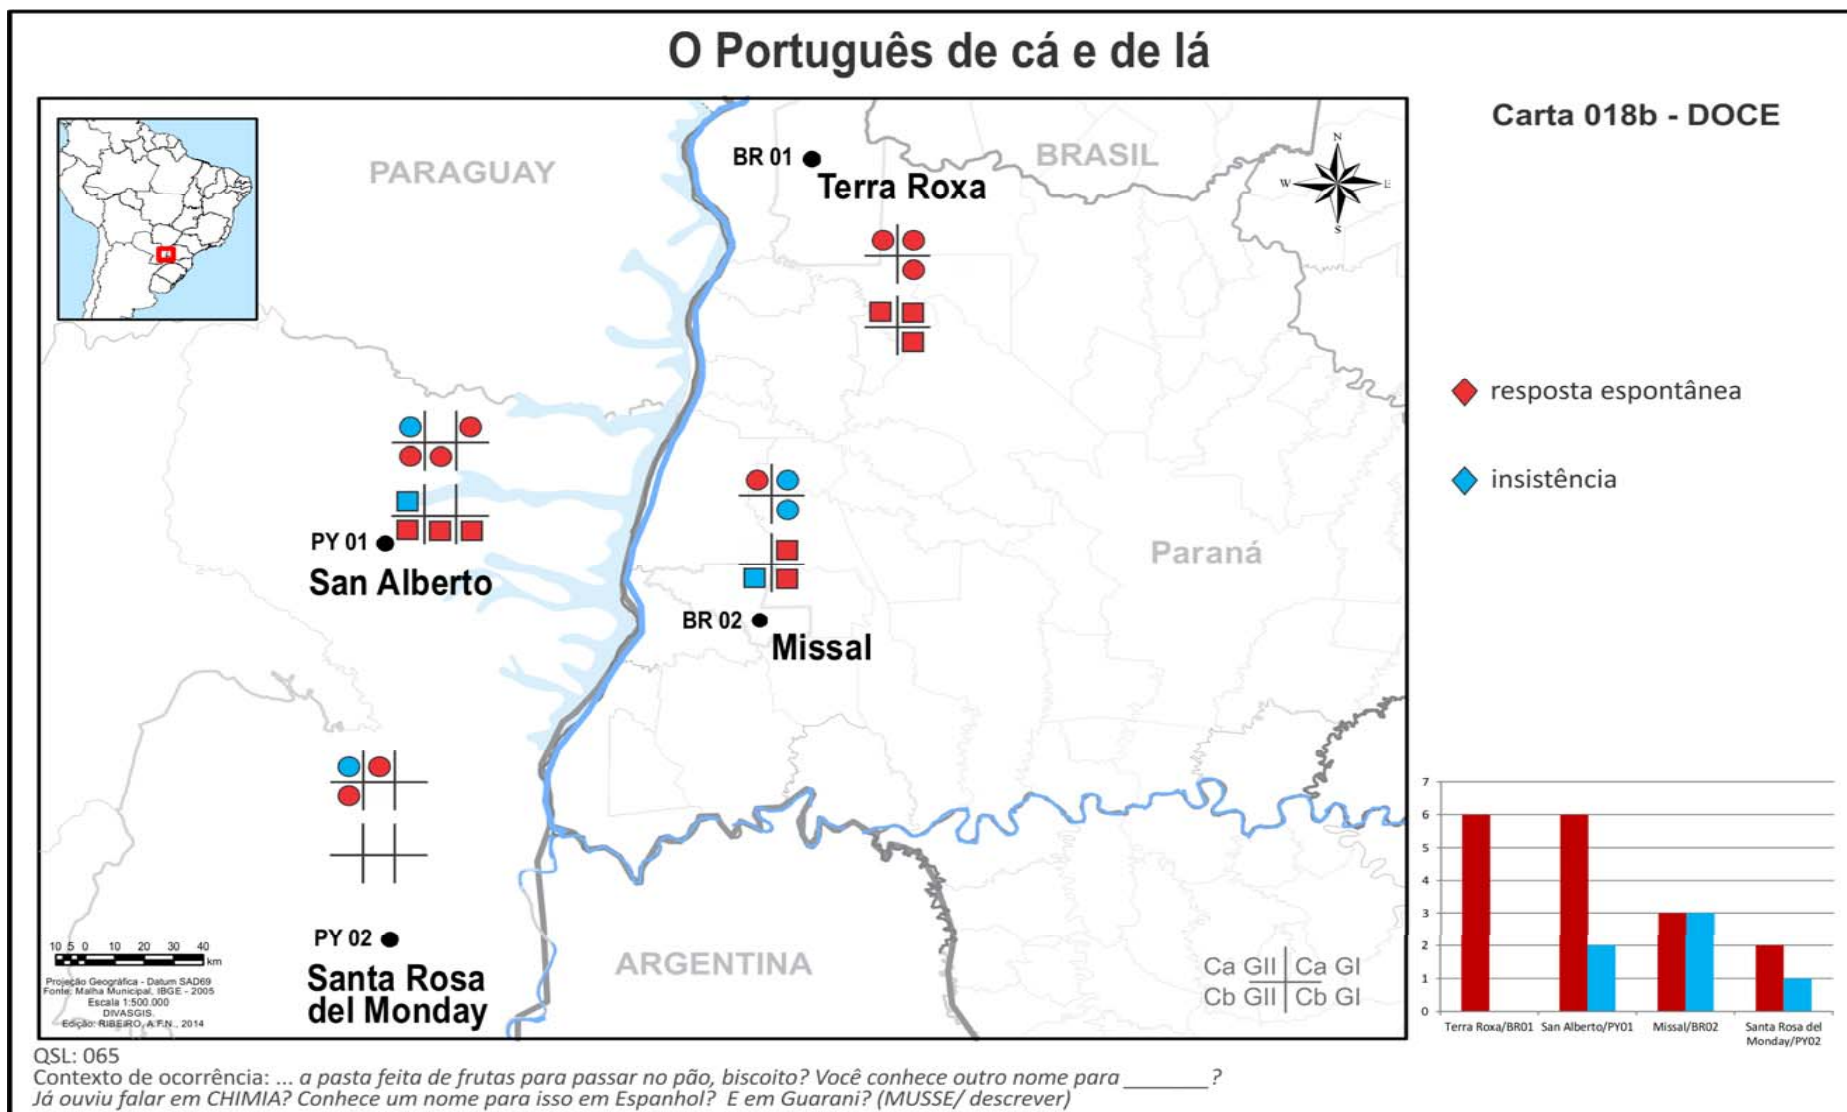 O Português de cá e de lá
Carta 018b - DOCE
PARAGUAY
BRASIL
BR 01
Terra Roxa
N
W
E
S
resposta espontânea
insistência
PY 01
San Alberto
Paraná
BR 02
Missal
PY 02
Santa Rosa
del Monday
ARGENTINA
Ca GII Ca GI
Cb GII Cb GI
10 5 0 10 20 30 40
km
Projeção Geográfica - Datum SAD69
Fonte: Malha Municipal, IBGE - 2005
Escala 1:500.000
DIVASGIS.
Edição: RIBEIRO, A.F.N., 2014
7
6
5
4
3
2
1
0
Terra Roxa/BR01 San Alberto/PY01 Missal/BR02 Santa Rosa del
Monday/PY02
QSL: 065
Contexto de ocorrência: ... a pasta feita de frutas para passar no pão, biscoito? Você conhece outro nome para _______?
Já ouviu falar em CHIMIA? Conhece um nome para isso em Espanhol? E em Guarani? (MUSSE/ descrever)